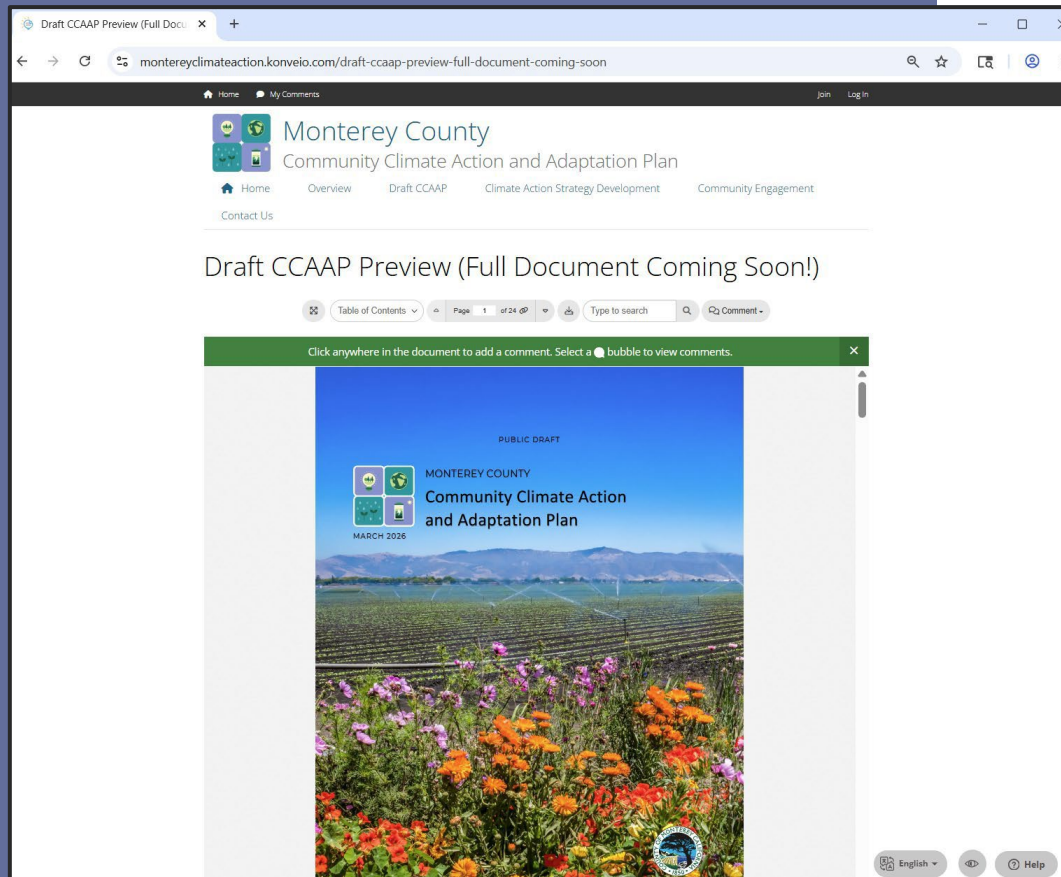 Draft CCAAP Preview (Full Docu
montereyclimateaction.konveio.com/draft-ccaap-preview-full-document-coming-soon
Home My Comments Join Log In
Monterey County
Community Climate Action and Adaptation Plan
Home Overview Draft CCAAP Climate Action Strategy Development Community Engagement
Contact Us
Draft CCAAP Preview (Full Document Coming Soon!)
Table of Contents Page 1 of 24 Type to search Comment
Click anywhere in the document to add a comment. Select a bubble to view comments.
PUBLIC DRAFT
MONTEREY COUNTY
Community Climate Action
and Adaptation Plan
MARCH 2026
English Help